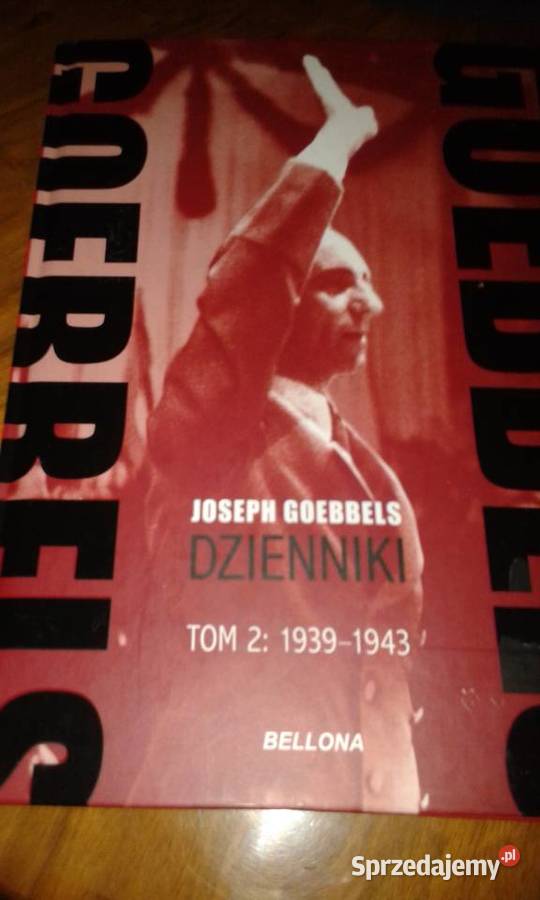 GOEBBELS
GOEBBELS
JOSEPH GOEBBELS
DZIENNIKI
TOM 2: 1939-1943
BELLONA
Sprzedajemy.pl